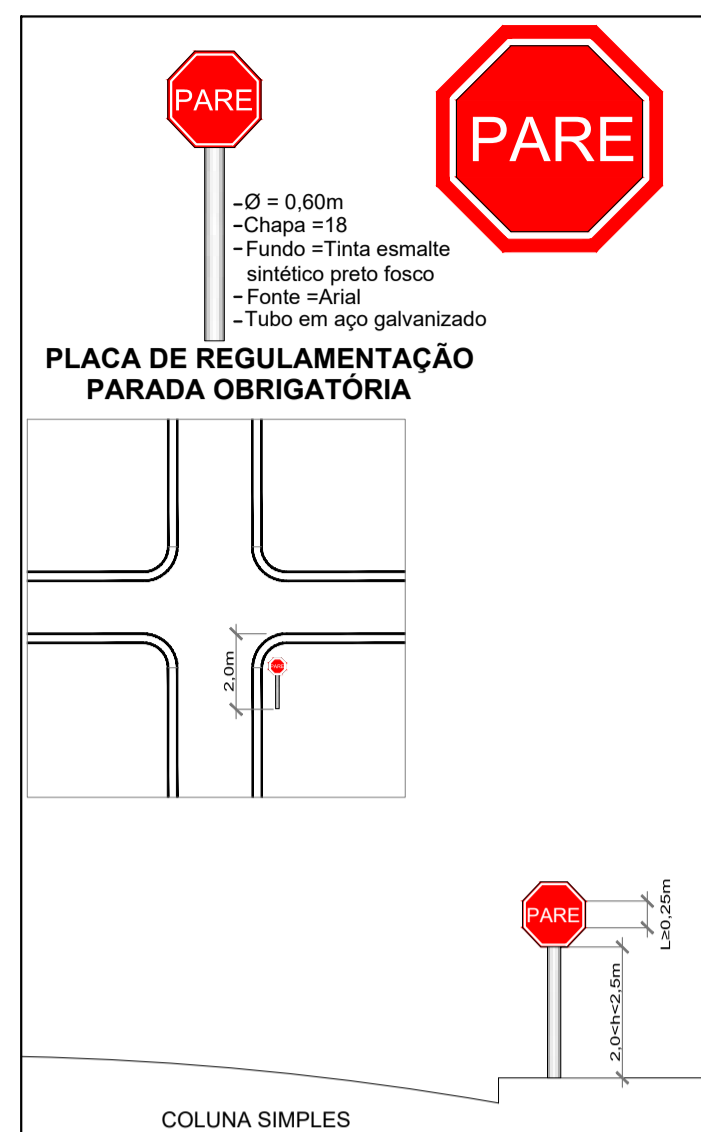 PARE
PARE
-Ø = 0,60m
-Chapa =18
-Fundo =Tinta esmalte
sintético preto fosco
-Fonte =Arial
-Tubo em aço galvanizado
PLACA DE REGULAMENTAÇÃO
PARADA OBRIGATÓRIA
2,0m
PARE
PARE
L≥0,25m
2,0<h<2,5m
COLUNA SIMPLES